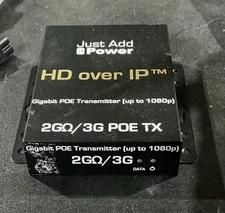 Just Add
Power
HD over IP™
Gigabit POE Transmitter (up to 1080p)
2GΩ/3G POE TX
Gigabit POE Transmitter (up to 1080p)
2GΩ/3G
DATA